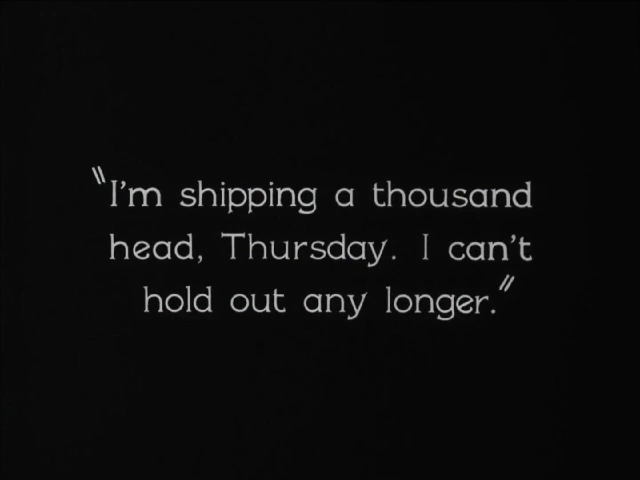 "I'm shipping a thousand
head, Thursday. I can't
hold out any longer."